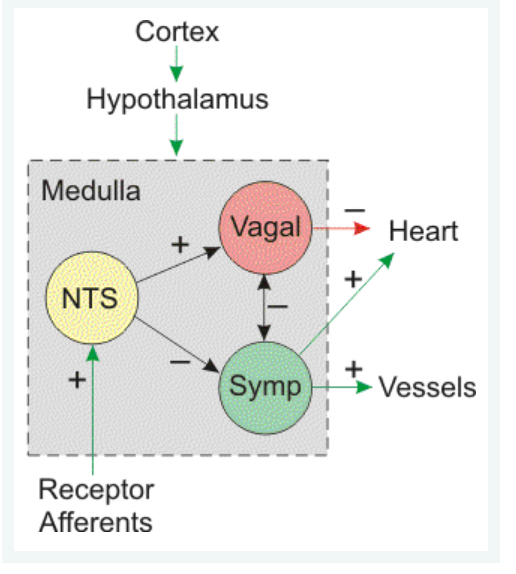 Cortex
Hypothalamus
Medulla
Vagal
−
Heart
+
+
NTS
−
−
+
Symp
+
Vessels
Receptor
Afferents